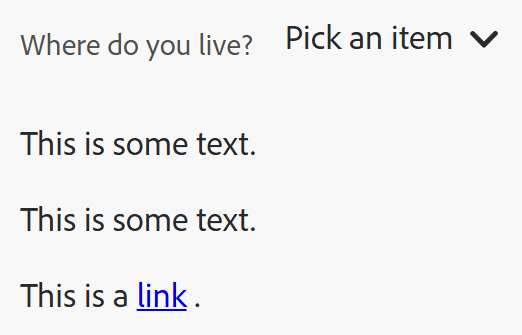 Where do you live? Pick an item
This is some text.
This is some text.
This is a link .